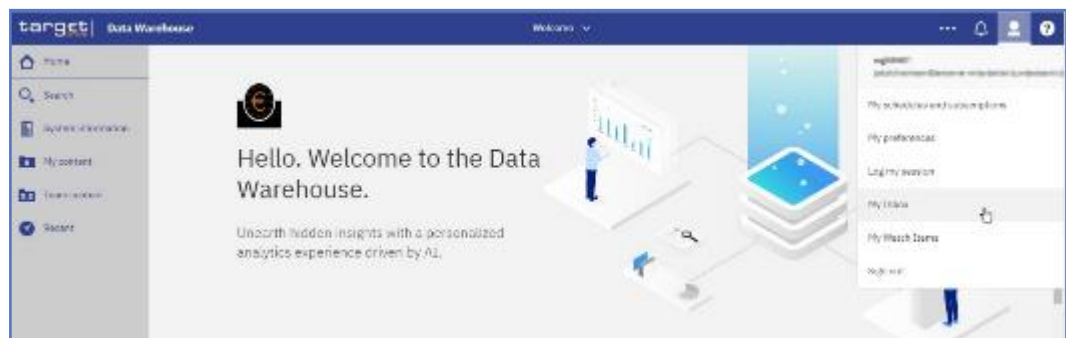 target | Data Warehouse
Welcome
Home
Search
System information
My content
Team content
Recent
Hello. Welcome to the Data
Warehouse.
Unearth hidden insights with a personalized
analytics experience driven by AI.
My schedules and subscriptions
My preferences
Log my session
My Inbox
My Watch Items
Sign out